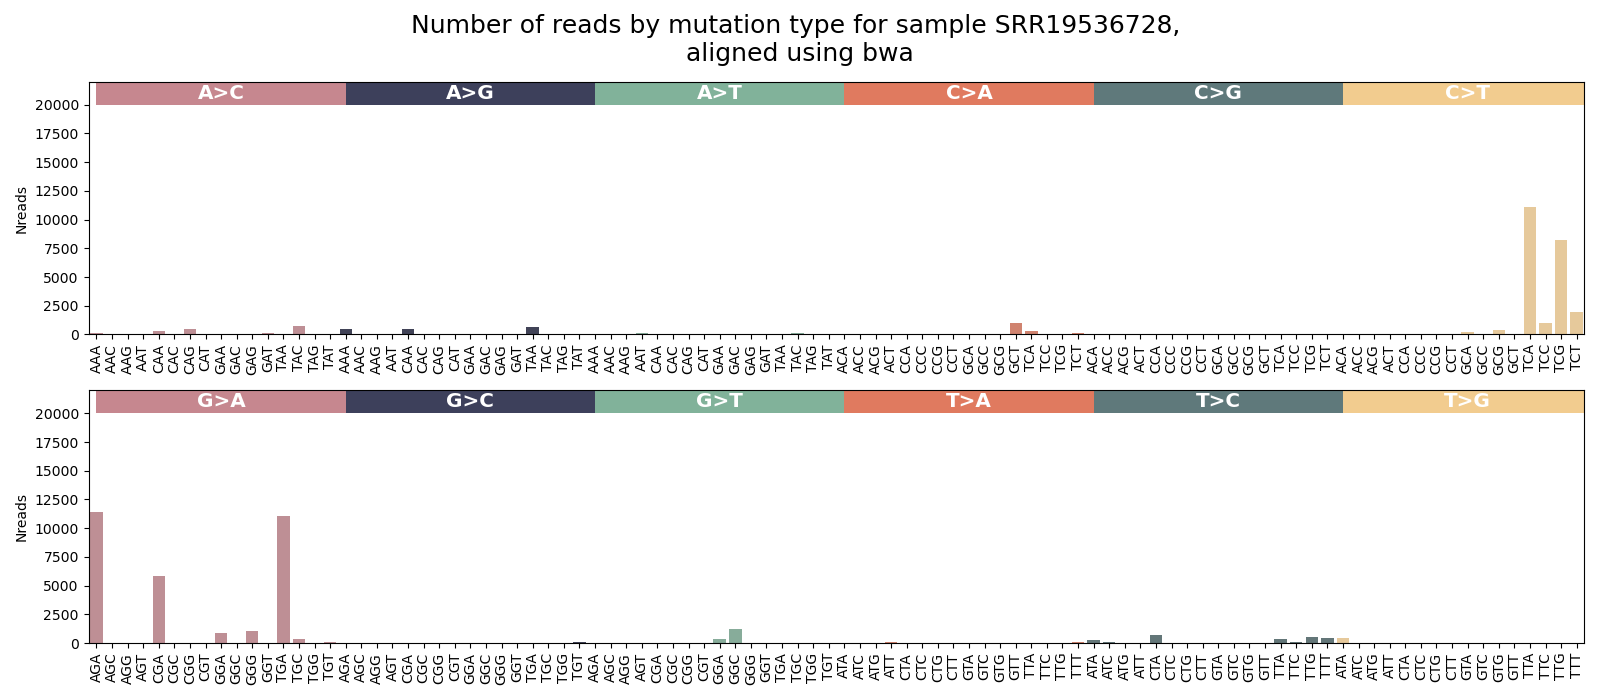 Number of reads by mutation type for sample SRR19536728,
aligned using bwa
A>C A>G A>T C>A C>G C>T
20000
17500
15000
12500
10000
7500
5000
2500
0
Nreads
AAA AAC AAG AAT CAA CAC CAG CAT GAA GAC GAG GAT TAA TAC TAG TAT AAA AAC AAG AAT CAA CAC CAG CAT GAA GAC GAG GAT TAA TAC TAG TAT AAA AAC AAG AAT CAA CAC CAG CAT GAA GAC GAG GAT TAA TAC TAG TAT ACA ACC ACG ACT CCA CCC CCG CCT GCA GCC GCG GCT TCA TCC TCG TCT ACA ACC ACG ACT CCA CCC CCG CCT GCA GCC GCG GCT TCA TCC TCG TCT ACA ACC ACG ACT CCA CCC CCG CCT GCA GCC GCG GCT TCA TCC TCG TCT
G>A G>C G>T T>A T>C T>G
20000
17500
15000
12500
10000
7500
5000
2500
0
Nreads
AGA AGC AGG AGT CGA CGC CGG CGT GGA GGC GGG GGT TGA TGC TGG TGT AGA AGC AGG AGT CGA CGC CGG CGT GGA GGC GGG GGT TGA TGC TGG TGT AGA AGC AGG AGT CGA CGC CGG CGT GGA GGC GGG GGT TGA TGC TGG TGT ATA ATC ATG ATT CTA CTC CTG CTT GTA GTC GTG GTT TTA TTC TTG TTT ATA ATC ATG ATT CTA CTC CTG CTT GTA GTC GTG GTT TTA TTC TTG TTT ATA ATC ATG ATT CTA CTC CTG CTT GTA GTC GTG GTT TTA TTC TTG TTT